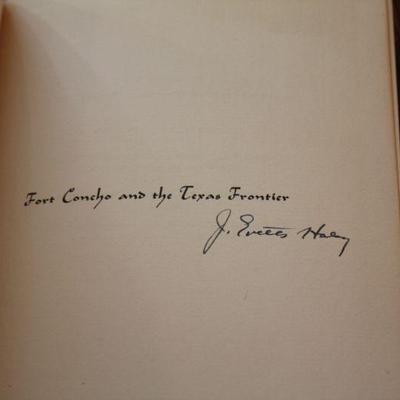 Fort Concho and the Texas Frontier
J. Evetts Haley